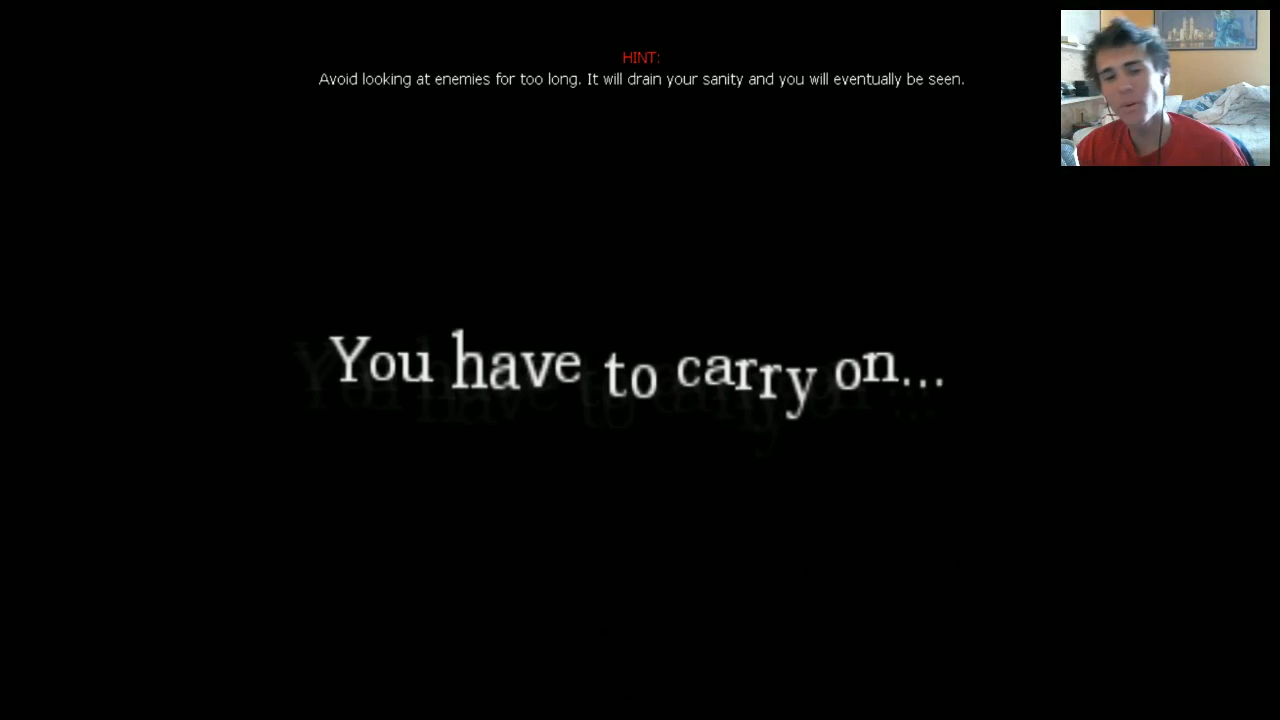 HINT:
Avoid looking at enemies for too long. It will drain your sanity and you will eventually be seen.
You have to carry on...